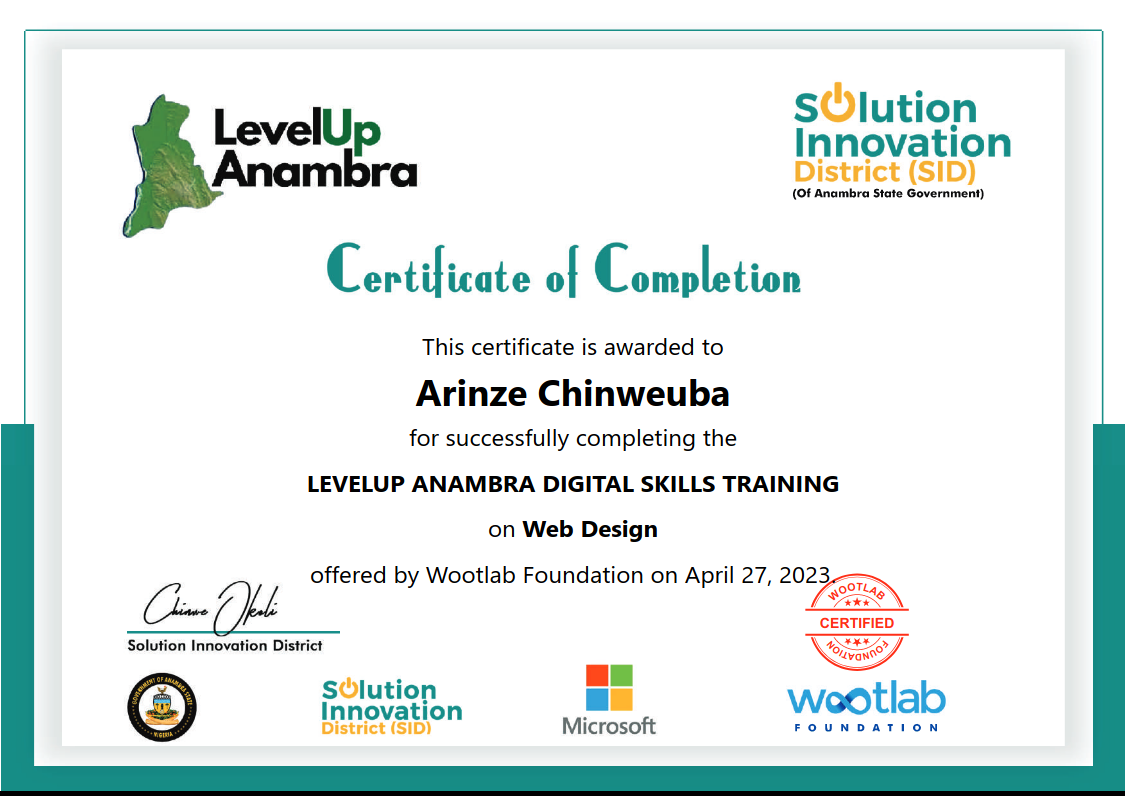 LevelUp
Anambra
Solution
Innovation
District (SID)
(Of Anambra State Government)
Certificate of Completion
This certificate is awarded to
Arinze Chinweuba
for successfully completing the
LEVELUP ANAMBRA DIGITAL SKILLS TRAINING
on Web Design
offered by Wootlab Foundation on April 27, 2023.
Chinwe Okoli
Solution Innovation District
WOOTLAB
CERTIFIED
FOUNDATION
GOVERNMENT OF ANAMBRA STATE
NIGERIA
Solution
Innovation
District (SID)
Microsoft
wootlab
FOUNDATION